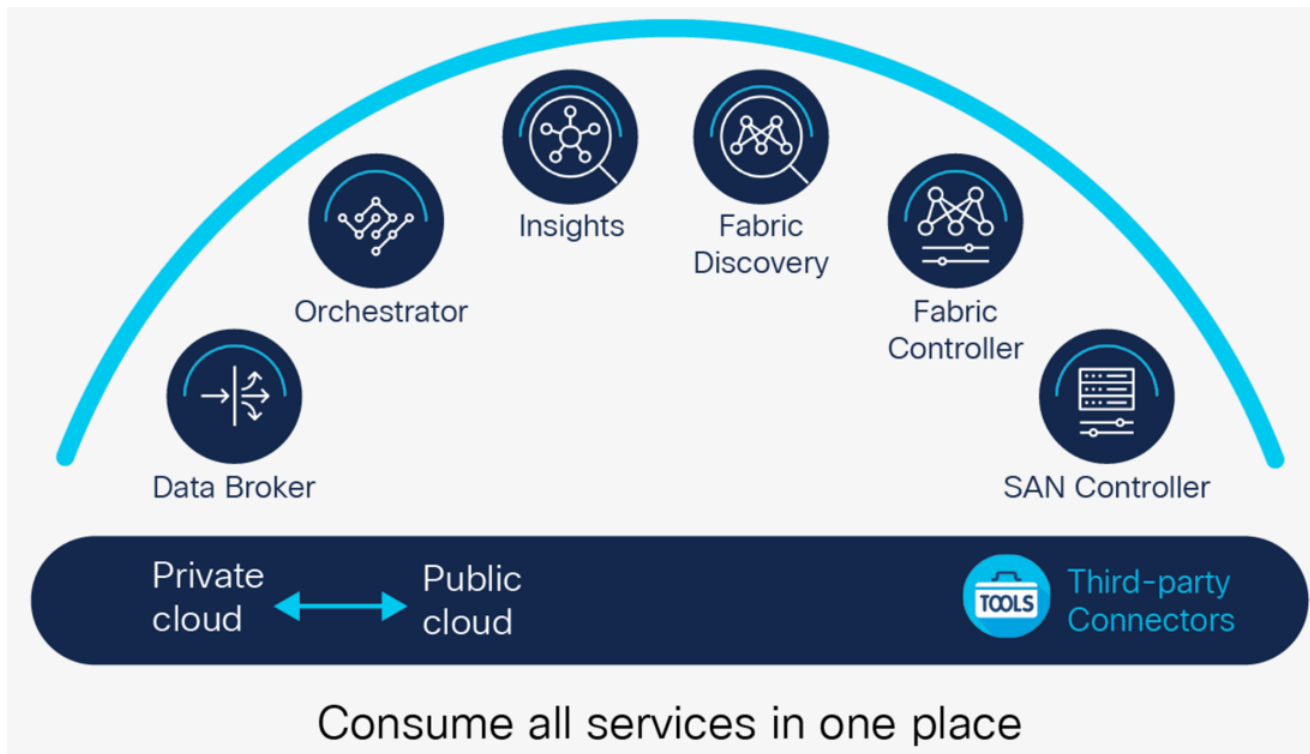 Insights
Fabric
Discovery
Orchestrator
Fabric
Controller
Data Broker
SAN Controller
Private
cloud
Public
cloud
TOOLS
Third-party
Connectors
Consume all services in one place